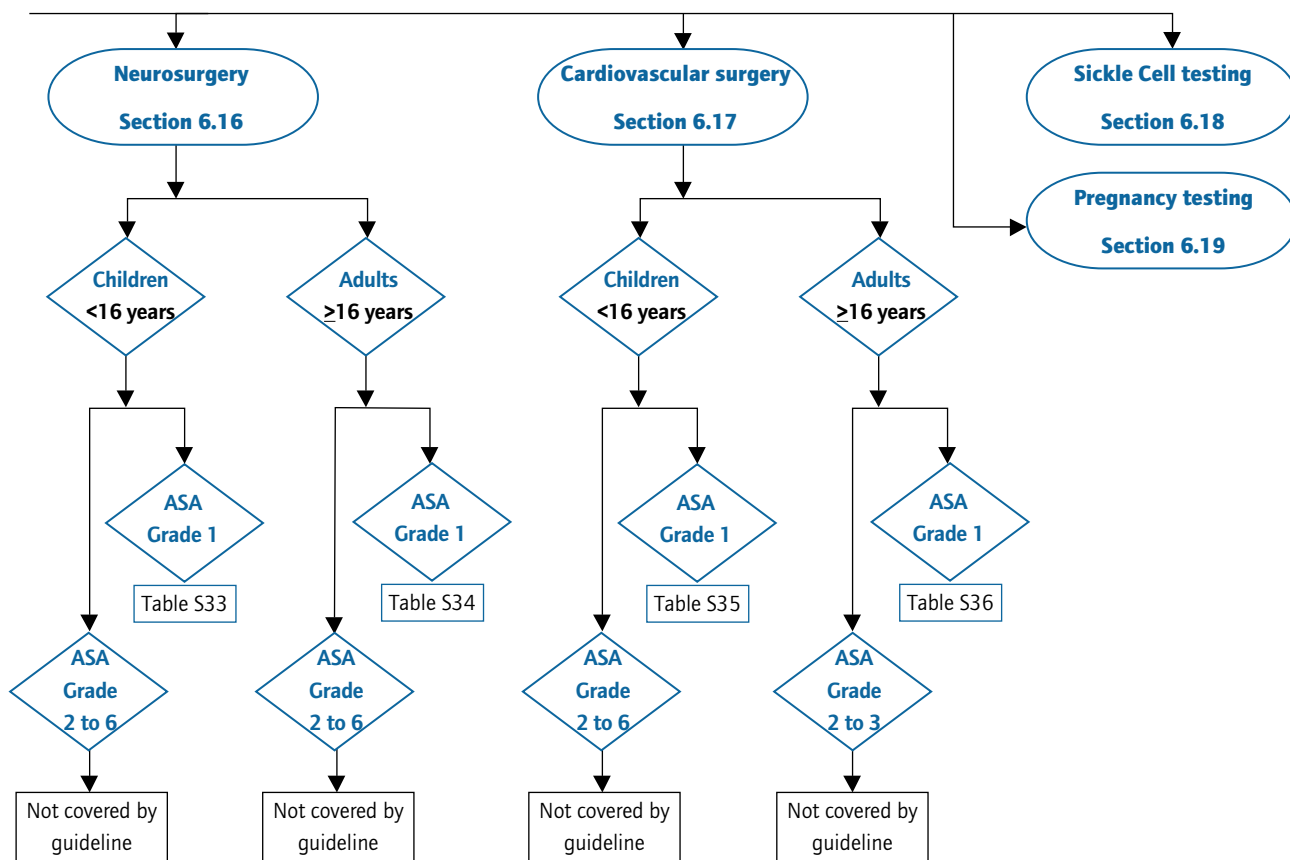 Neurosurgery
Section 6.16
Cardiovascular surgery
Section 6.17
Sickle Cell testing
Section 6.18
Pregnancy testing
Section 6.19
Children
<16 years
Adults
≥16 years
Children
<16 years
Adults
≥16 years
ASA
Grade 1
Table S33
ASA
Grade 1
Table S34
ASA
Grade 1
Table S35
ASA
Grade 1
Table S36
ASA
Grade
2 to 6
ASA
Grade
2 to 6
ASA
Grade
2 to 6
ASA
Grade
2 to 3
Not covered by
guideline
Not covered by
guideline
Not covered by
guideline
Not covered by
guideline